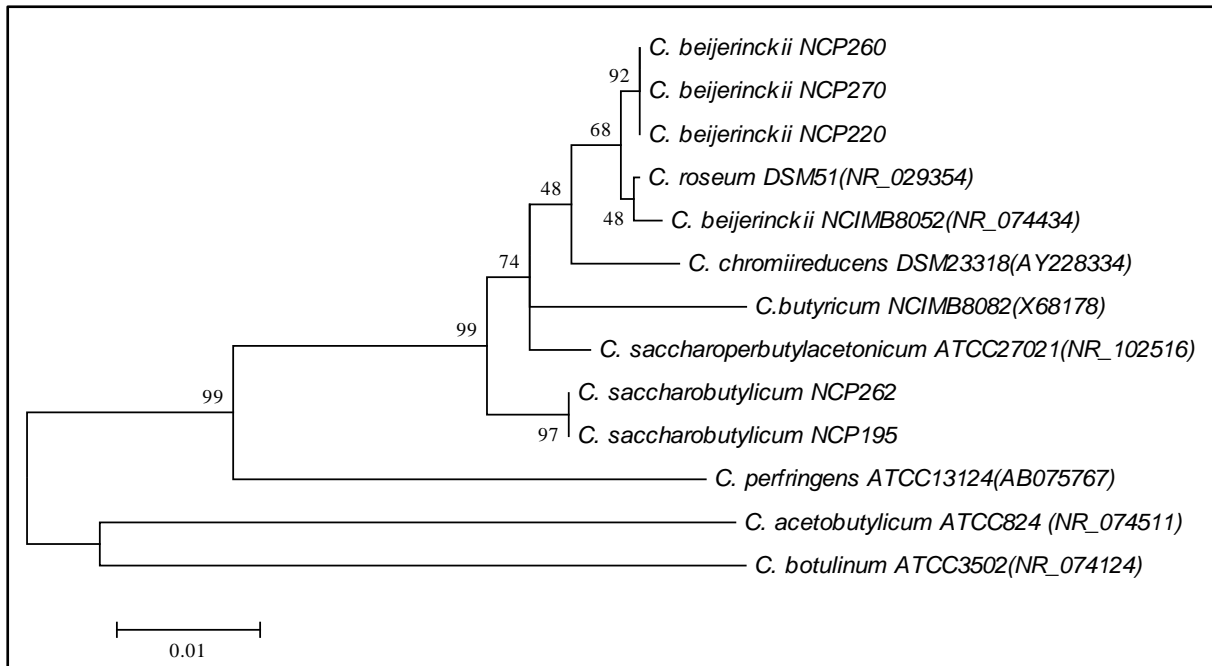 C. beijerinckii NCP260
92
C. beijerinckii NCP270
C. beijerinckii NCP220
68
C. roseum DSM51(NR_029354)
48
C. beijerinckii NCIMB8052(NR_074434)
48
C. chromiireducens DSM23318(AY228334)
74
C.butyricum NCIMB8082(X68178)
99
C. saccharoperbutylacetonicum ATCC27021(NR_102516)
C. saccharobutylicum NCP262
99
C. saccharobutylicum NCP195
97
C. perfringens ATCC13124(AB075767)
C. acetobutylicum ATCC824 (NR_074511)
C. botulinum ATCC3502(NR_074124)
0.01